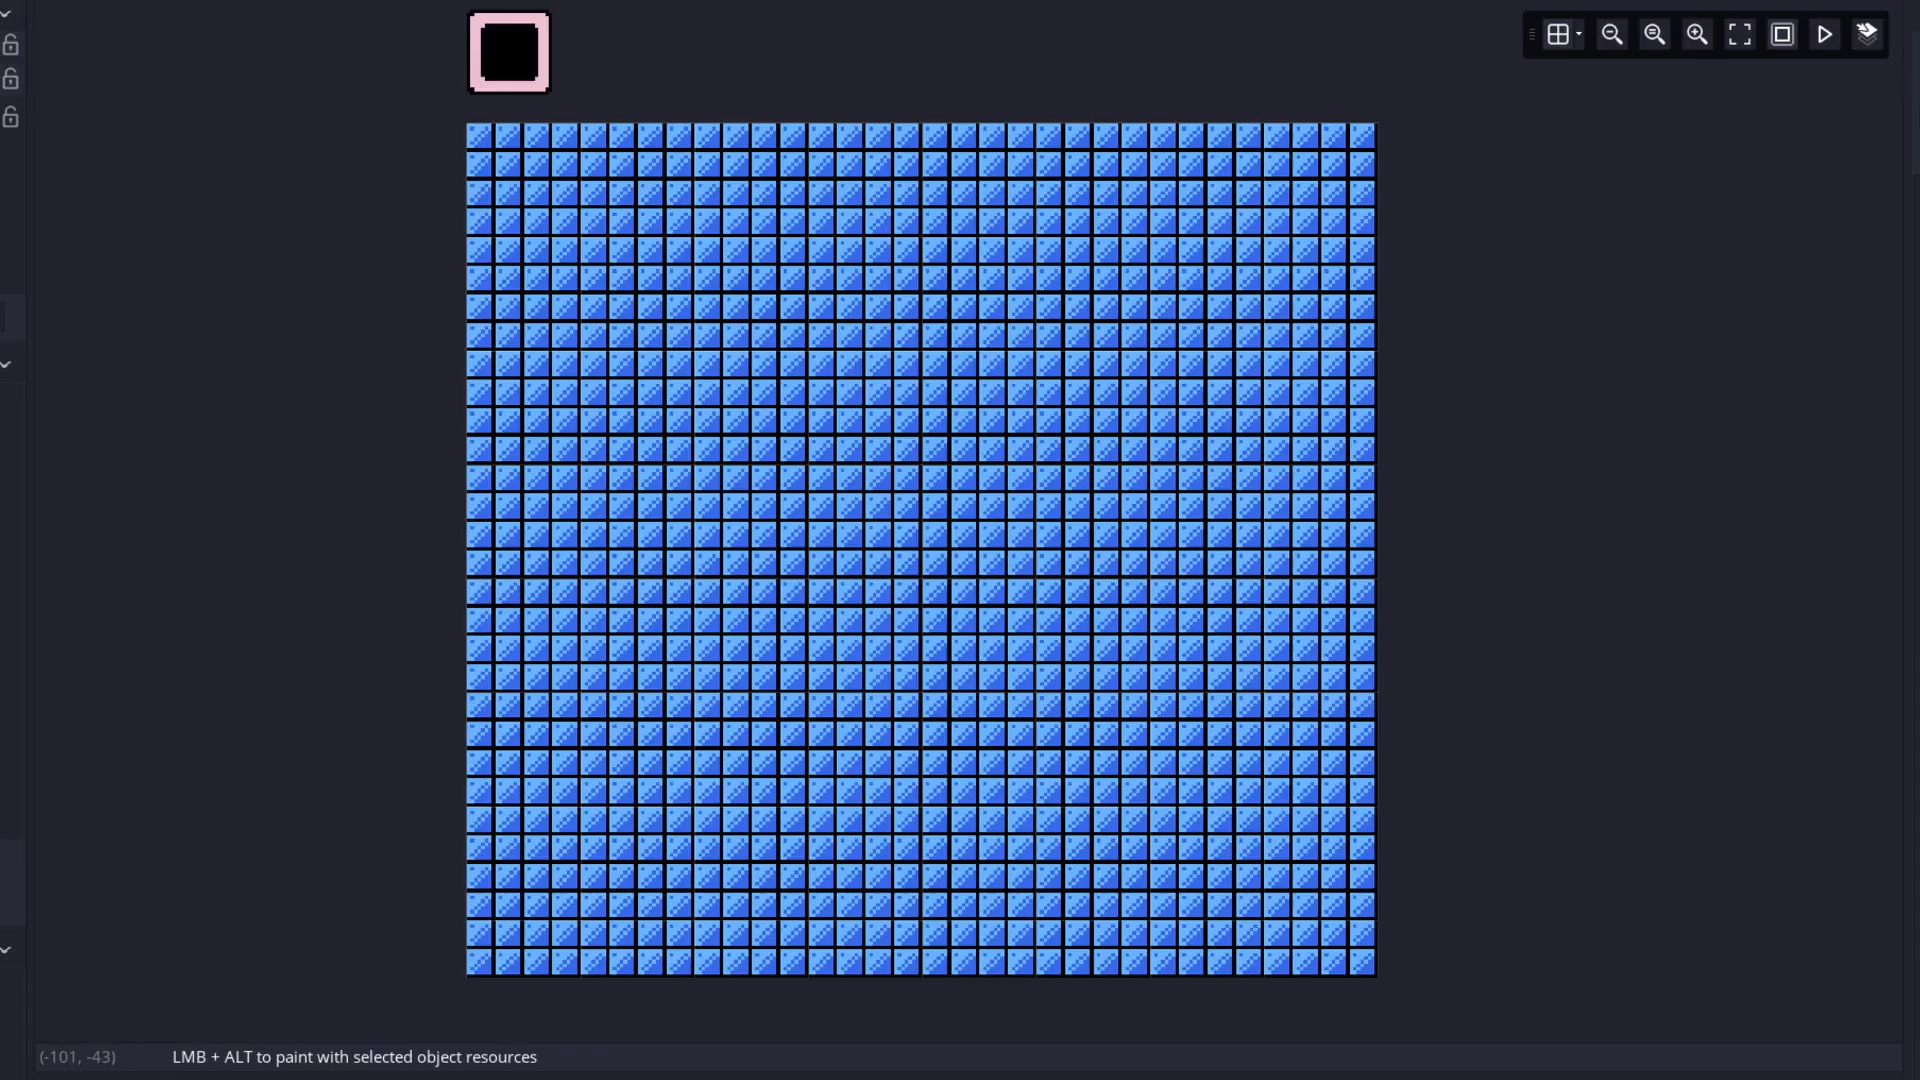 (-101, -43)
LMB + ALT to paint with selected object resources